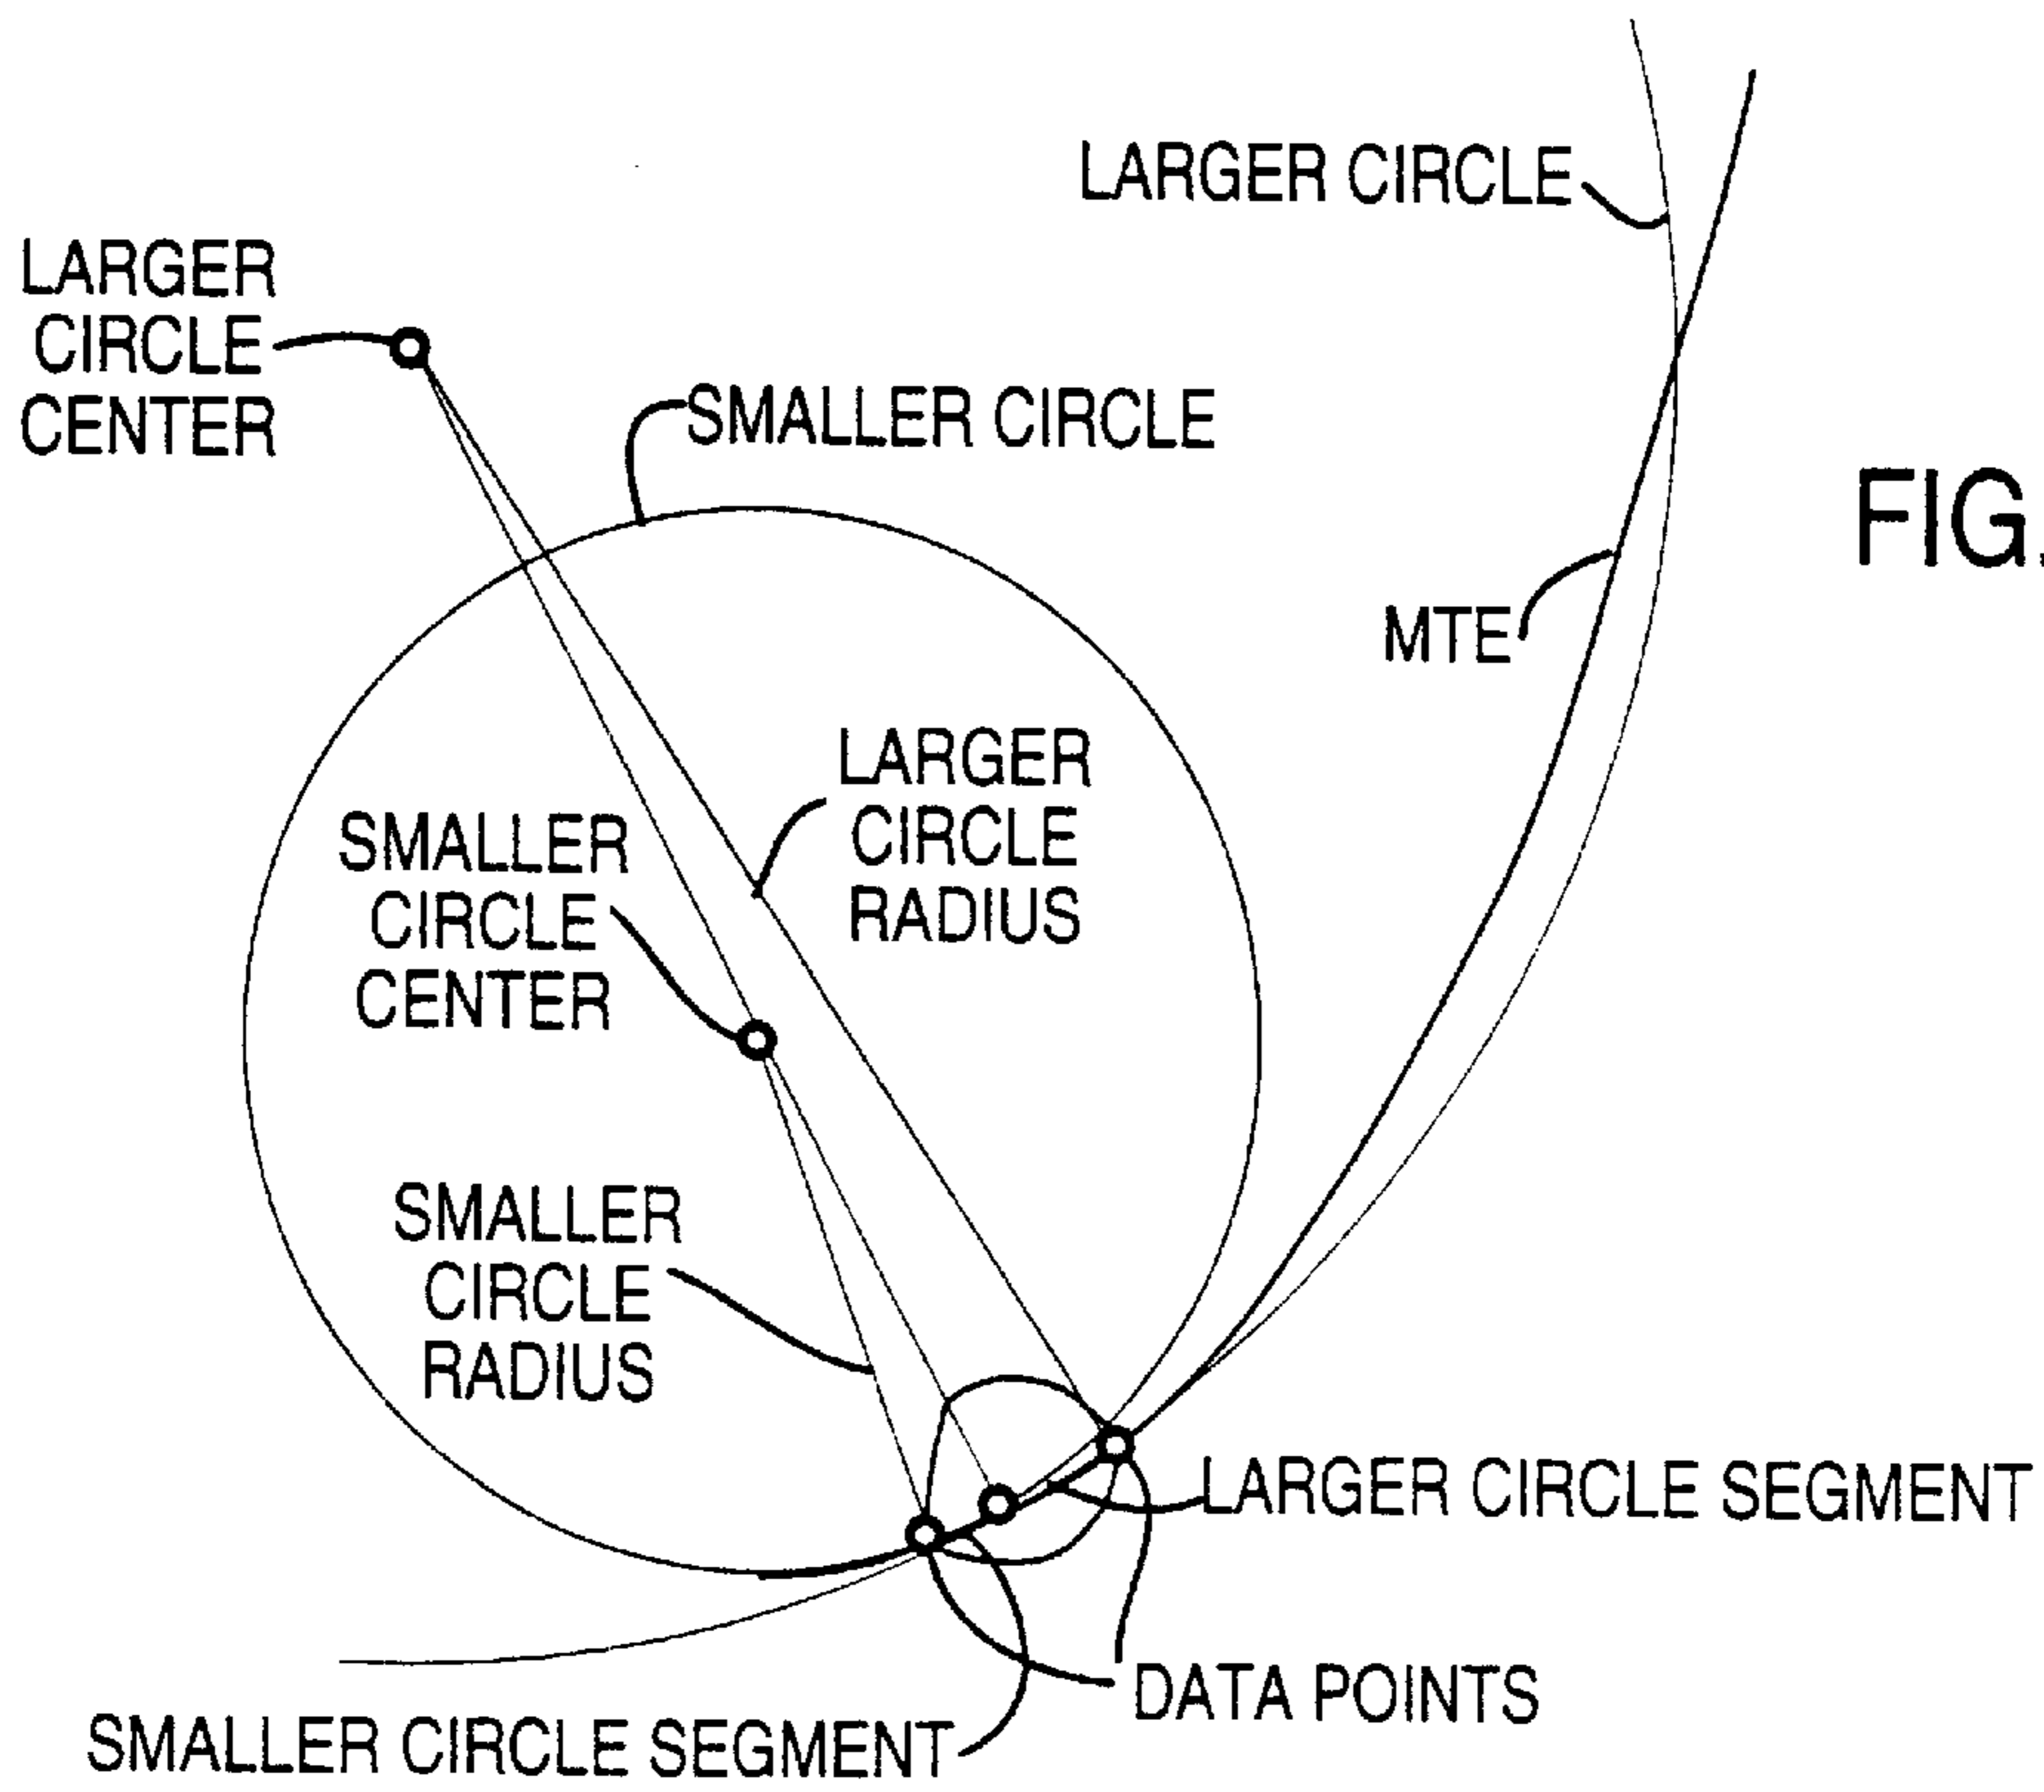 LARGER CIRCLE
LARGER
CIRCLE
CENTER
SMALLER CIRCLE
FIG.
MTE
LARGER
CIRCLE
RADIUS
SMALLER
CIRCLE
CENTER
SMALLER
CIRCLE
RADIUS
LARGER CIRCLE SEGMENT
DATA POINTS
SMALLER CIRCLE SEGMENT